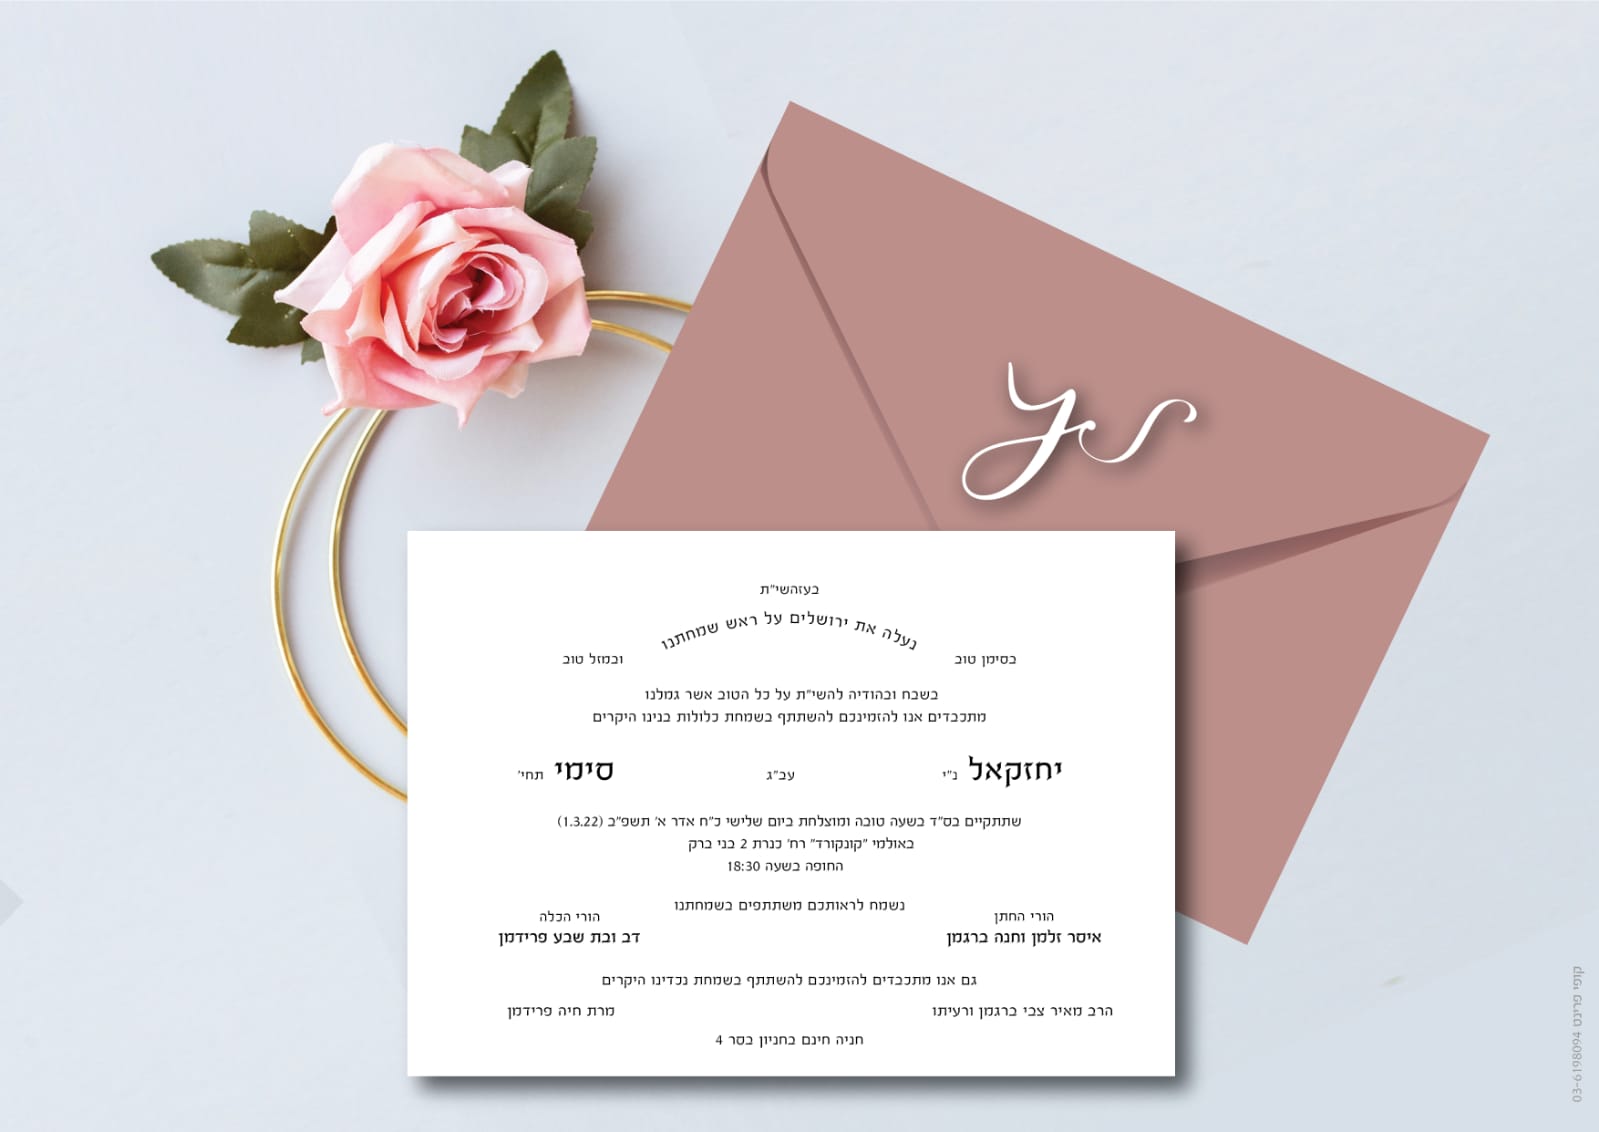 ys
בעזהשי"ת
נעלה את ירושלים על ראש שמחתנו
בסימן טוב ובמזל טוב
בשבח ובהודיה להשי"ת על כל הטוב אשר גמלנו
מתכבדים אנו להזמינכם להשתתף בשמחת כלולות בנינו היקרים
יחזקאל נ"י עב"ג סימי תחי'
שתתקיים בס"ד בשעה טובה ומוצלחת ביום שלישי כ"ח אדר א' תשפ"ב (1.3.22)
באולמי "קונקורד" רח' כנרת 2 בני ברק
החופה בשעה 18:30
נשמח לראותכם משתתפים בשמחתנו
הורי החתן הורי הכלה
איסר זלמן וחנה ברגמן דב ובת שבע פרידמן
גם אנו מתכבדים להזמינכם להשתתף בשמחת נכדינו היקרים
הרב מאיר צבי ברגמן ורעיתו מרת חיה פרידמן
חניה חינם בחניון בסר 4
קופי פרינט 03-6198094